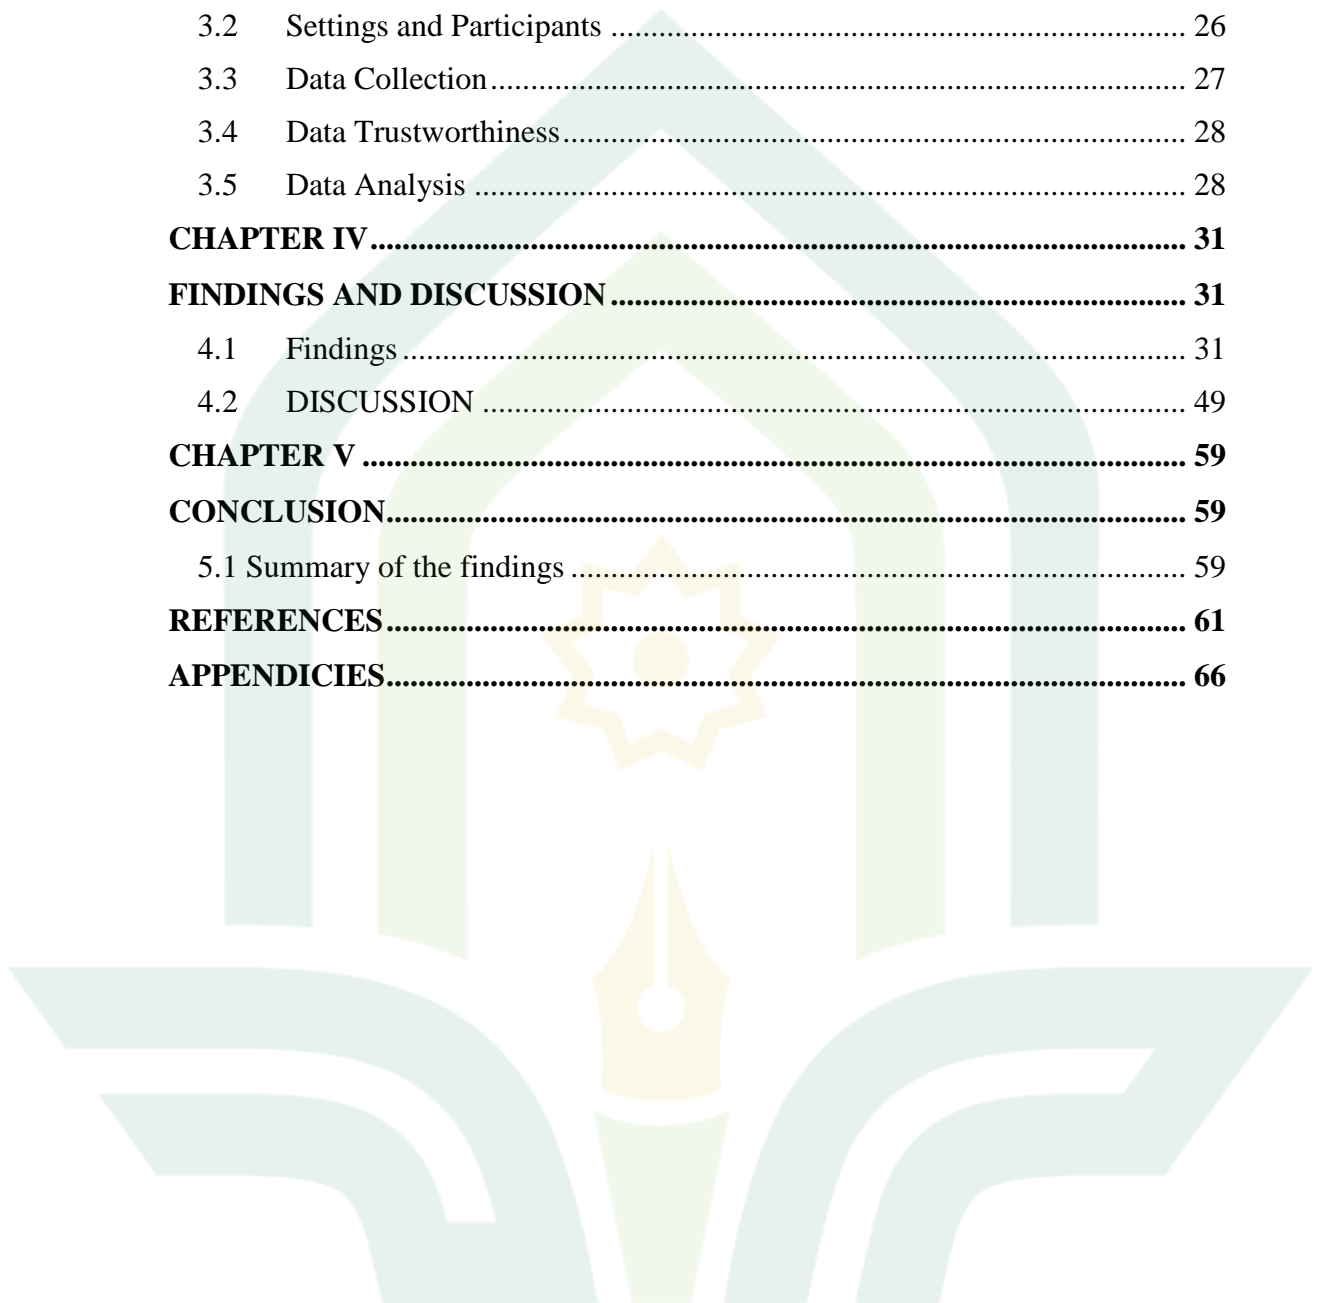 3.2 Settings and Participants ........................................................................ 26
3.3 Data Collection....................................................................................... 27
3.4 Data Trustworthiness.............................................................................. 28
3.5 Data Analysis ......................................................................................... 28
CHAPTER IV...................................................................................................... 31
FINDINGS AND DISCUSSION........................................................................ 31
4.1 Findings.................................................................................................. 31
4.2 DISCUSSION ........................................................................................ 49
CHAPTER V ....................................................................................................... 59
CONCLUSION.................................................................................................... 59
5.1 Summary of the findings............................................................................. 59
REFERENCES.................................................................................................... 61
APPENDICIES.................................................................................................... 66